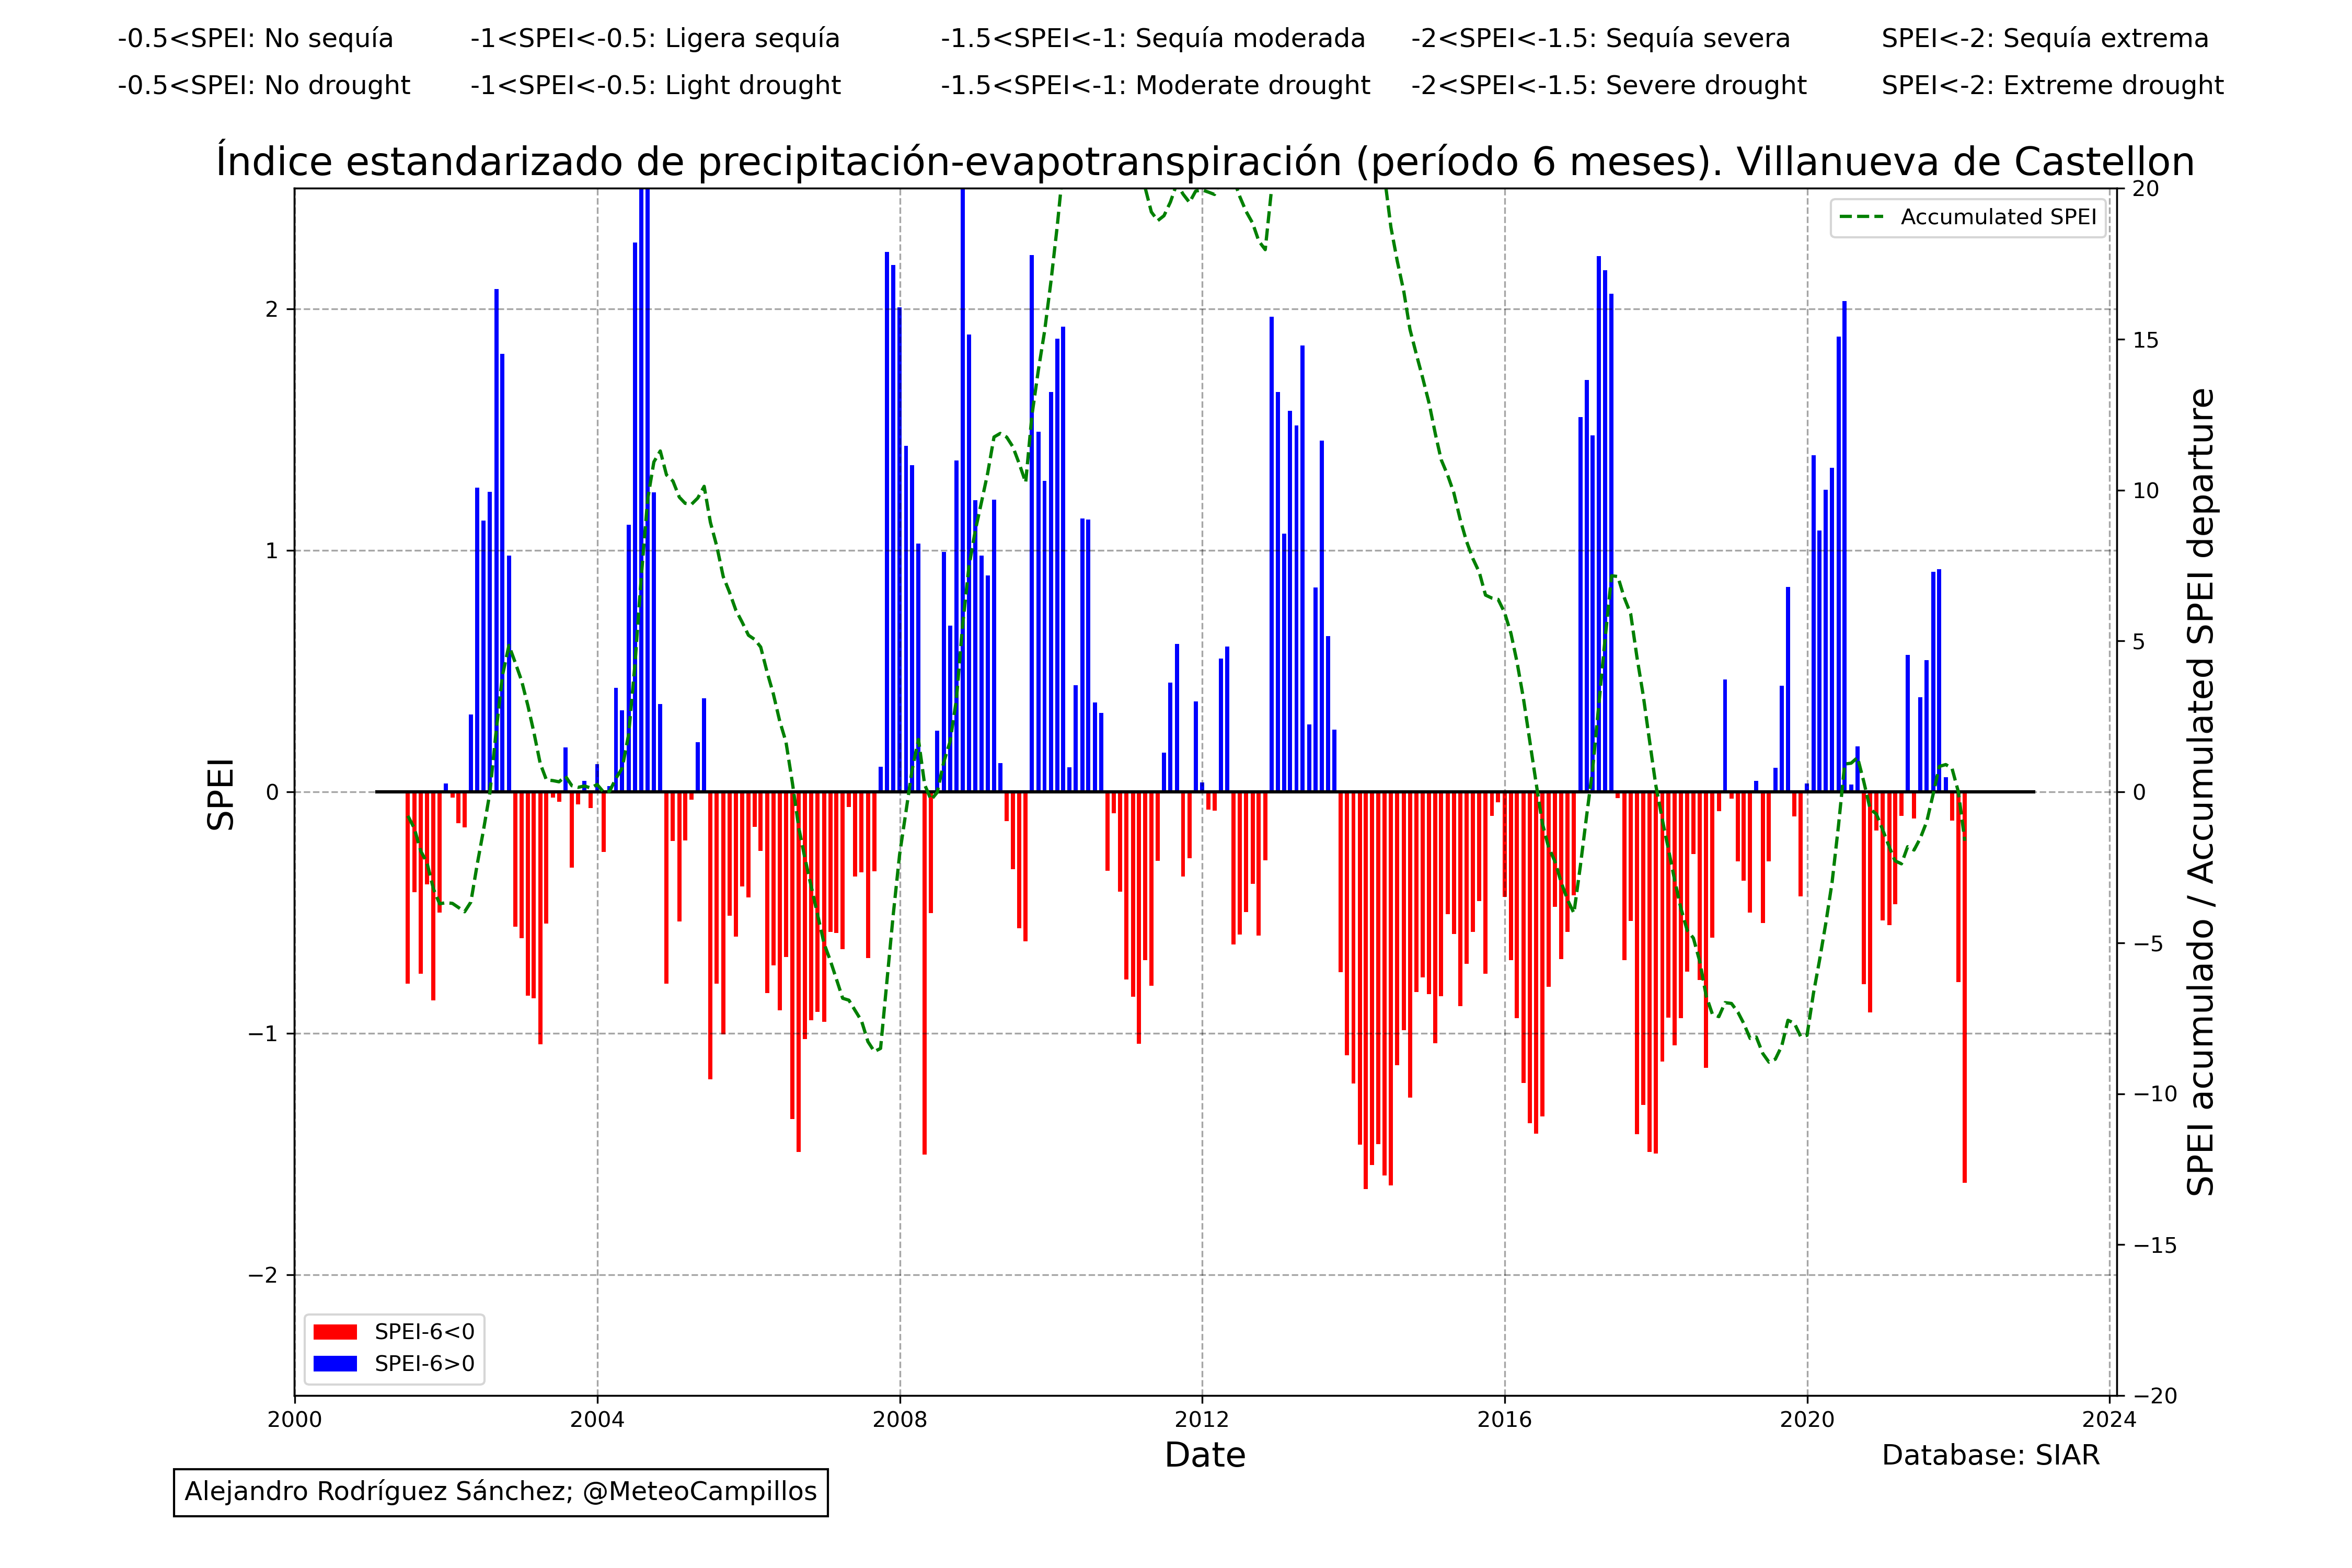 -0.5<SPEI: No sequía -1<SPEI<-0.5: Ligera sequía -1.5<SPEI<-1: Sequía moderada -2<SPEI<-1.5: Sequía severa SPEI<-2: Sequía extrema
-0.5<SPEI: No drought -1<SPEI<-0.5: Light drought -1.5<SPEI<-1: Moderate drought -2<SPEI<-1.5: Severe drought SPEI<-2: Extreme drought
Índice estandarizado de precipitación-evapotranspiración (período 6 meses). Villanueva de Castellon
SPEI
2
1
0
−1
−2
Accumulated SPEI
20
15
10
5
0
−5
−10
−15
−20
SPEI acumulado / Accumulated SPEI departure
SPEI-6<0
SPEI-6>0
2000 2004 2008 2012 2016 2020 2024
Date
Database: SIAR
Alejandro Rodríguez Sánchez; @MeteoCampillos